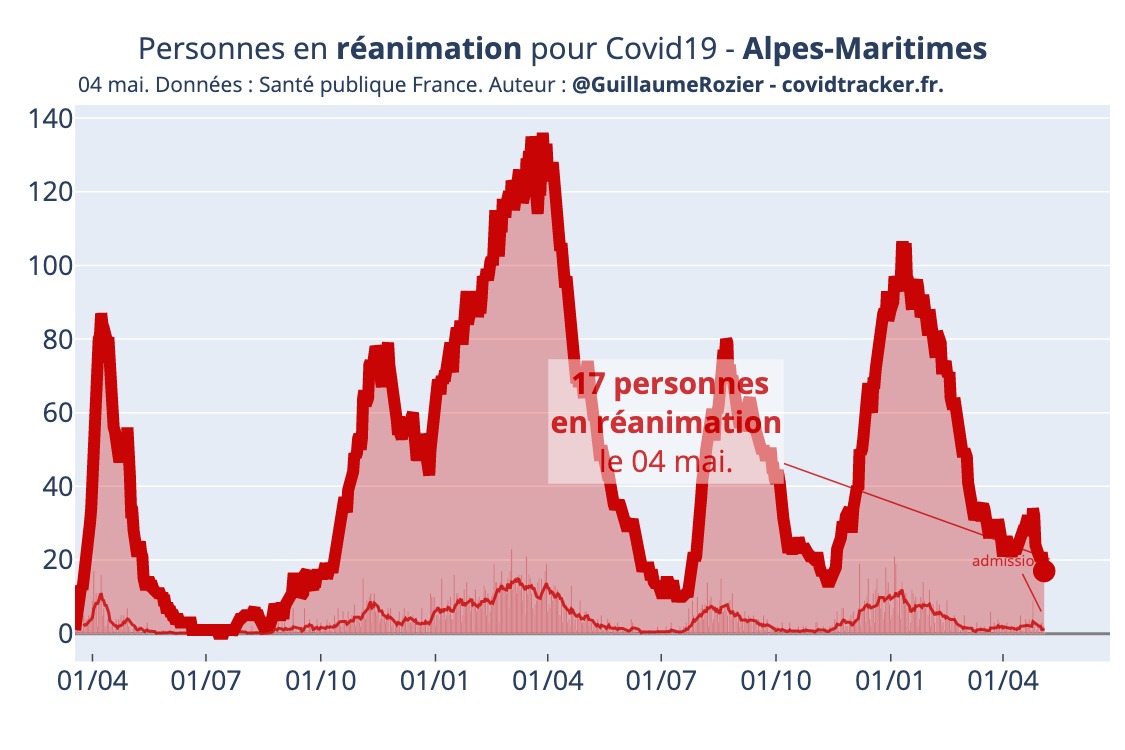 Personnes en réanimation pour Covid19 - Alpes-Maritimes
04 mai. Données : Santé publique France. Auteur : @GuillaumeRozier - covidtracker.fr.
140
120
100
80
60
40
20
0
17 personnes
en réanimation
le 04 mai.
admissio
01/04 01/07 01/10 01/01 01/04 01/07 01/10 01/01 01/04